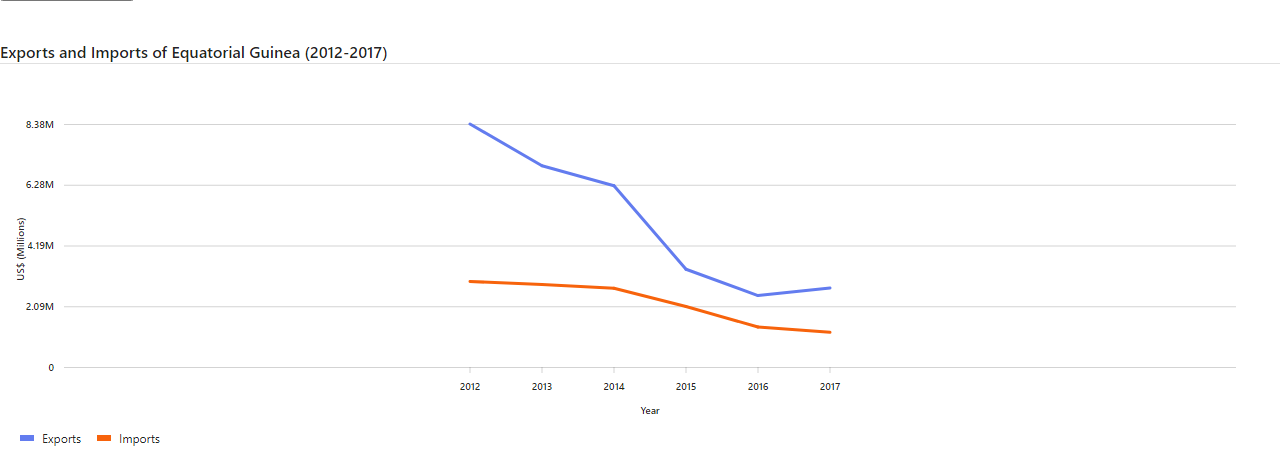 Exports and Imports of Equatorial Guinea (2012-2017)
8.38M
6.28M
4.19M
2.09M
0
US$ (Millions)
2012 2013 2014 2015 2016 2017
Year
Exports Imports